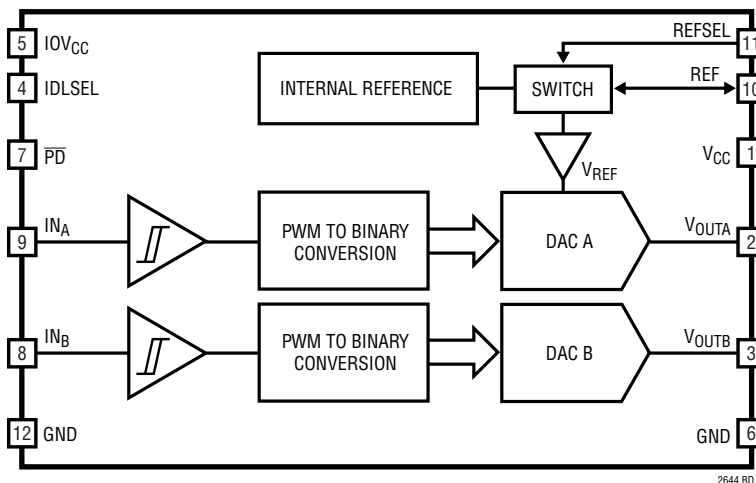 5 IOVCC
REFSEL 11
4 IDLSEL
INTERNAL REFERENCE
SWITCH
REF 10
7 PD
VCC 1
VREF
9 INA
PWM TO BINARY
CONVERSION
DAC A
VOUTA 2
8 INB
PWM TO BINARY
CONVERSION
DAC B
VOUTB 3
12 GND
GND 6
2644 BD